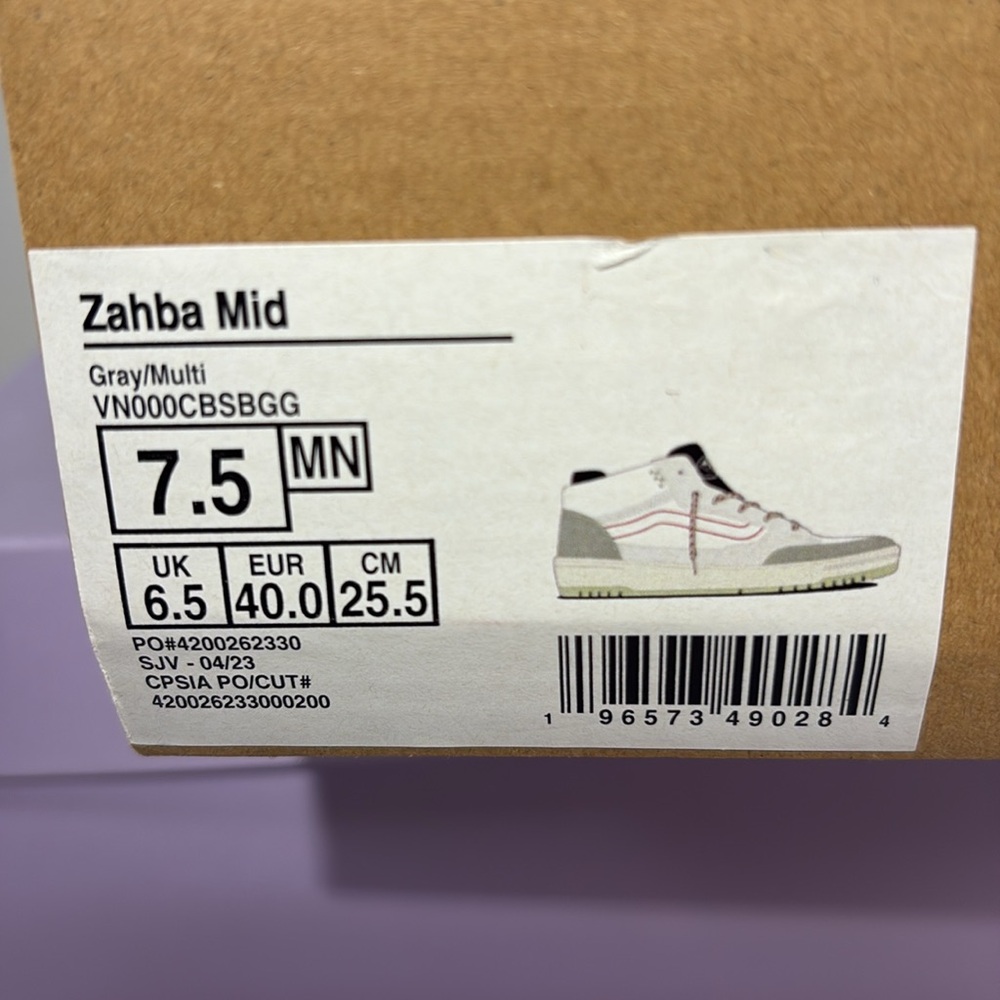 Zahba Mid
Gray/Multi
VN000CBSBGG
7.5 MN
UK EUR CM
6.5 40.0 25.5
PO#4200262330
SJV - 04/23
CPSIA PO/CUT#
420026233000200
1 96573 49028 4